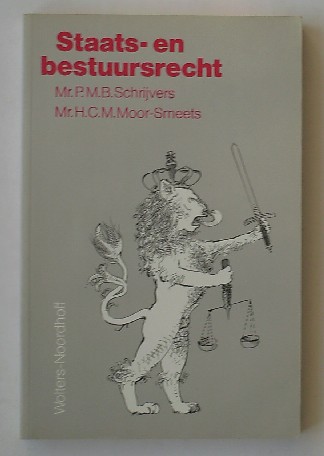 Staats- en
bestuursrecht
Mr. P.M.B. Schrijvers
Mr. H.C.M. Moor-Smeets
Wolters-Noordhoff